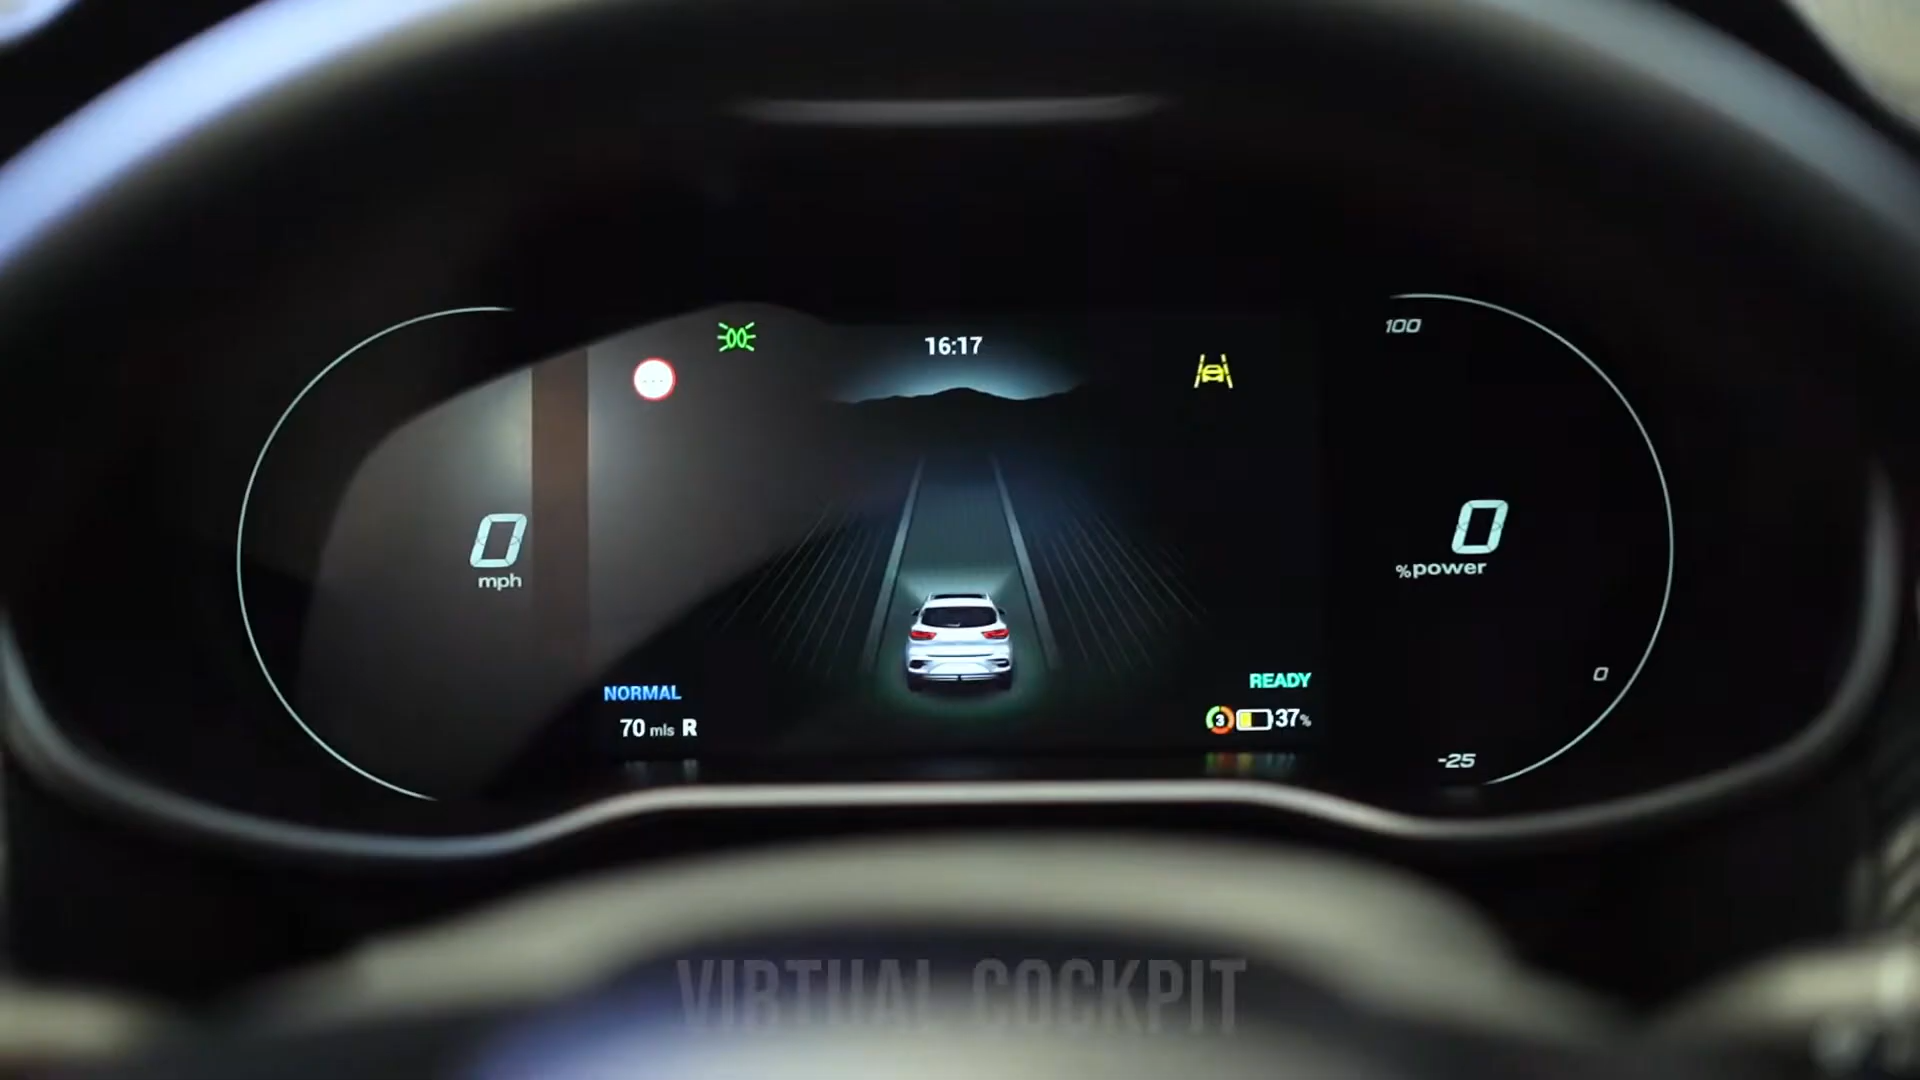 16:17
100
0
mph
0
%power
NORMAL
READY
0
70 mls R
3
37%
-25
VIRTUAL COCKPIT